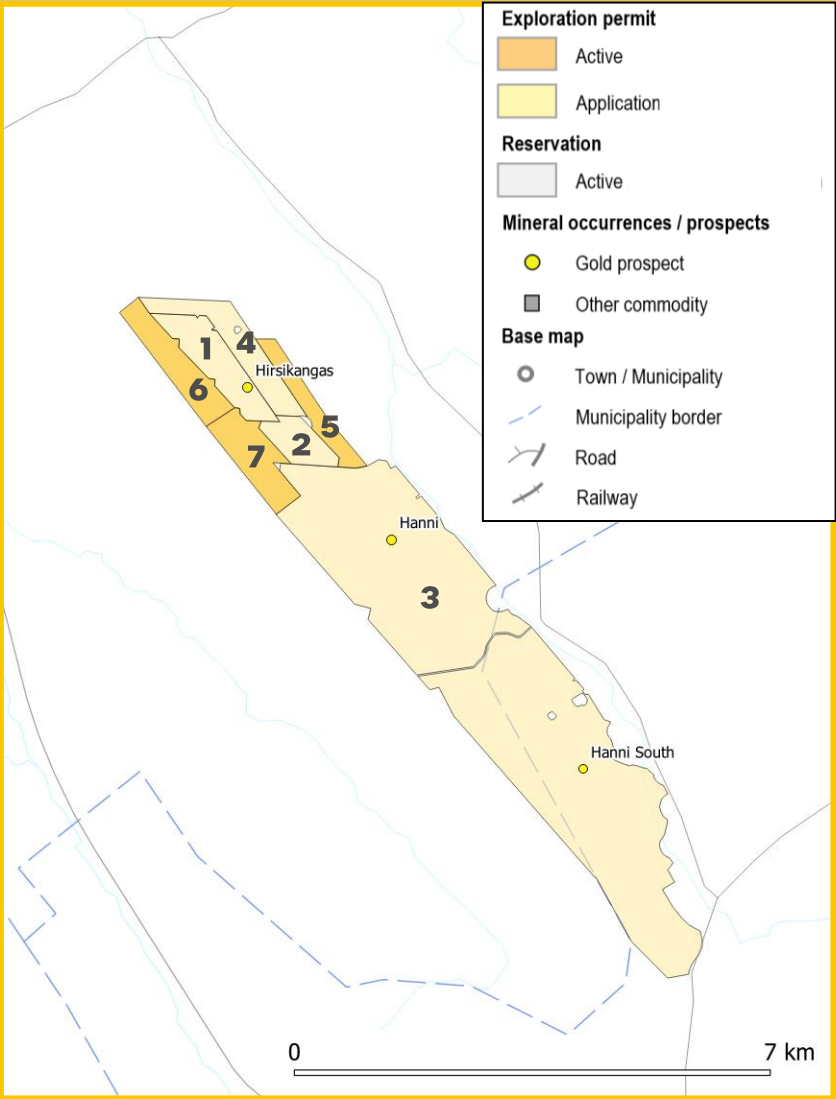 Exploration permit
Active
Application
Reservation
Active
Mineral occurrences / prospects
Gold prospect
Other commodity
Base map
Town / Municipality
Municipality border
Road
Railway
1
4
Hirsikangas
6
5
2
7
Hanni
3
Hanni South
0
7 km